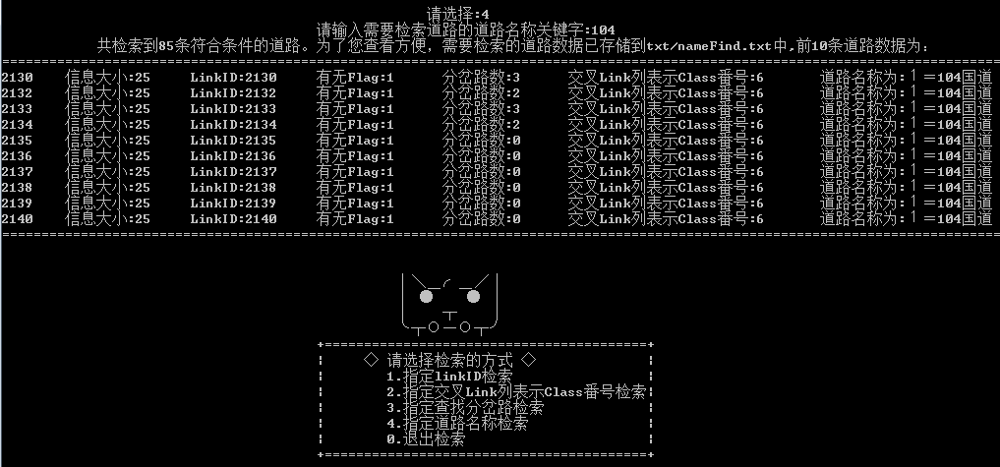 请选择:4
请输入需要检索道路的道路名称关键字:104
共检索到85条符合条件的道路。为了您查看方便，需要检索的道路数据已存储到txt/nameFind.txt中,前10条道路数据为:
2130 信息大小:25 LinkID:2130 有无Flag:1 分岔路数:3 交叉Link列表示Class番号:6 道路名称为:1=104国道
2132 信息大小:25 LinkID:2132 有无Flag:1 分岔路数:2 交叉Link列表示Class番号:6 道路名称为:1=104国道
2133 信息大小:25 LinkID:2133 有无Flag:1 分岔路数:3 交叉Link列表示Class番号:6 道路名称为:1=104国道
2134 信息大小:25 LinkID:2134 有无Flag:1 分岔路数:2 交叉Link列表示Class番号:6 道路名称为:1=104国道
2135 信息大小:25 LinkID:2135 有无Flag:1 分岔路数:0 交叉Link列表示Class番号:6 道路名称为:1=104国道
2136 信息大小:25 LinkID:2136 有无Flag:1 分岔路数:0 交叉Link列表示Class番号:6 道路名称为:1=104国道
2137 信息大小:25 LinkID:2137 有无Flag:1 分岔路数:0 交叉Link列表示Class番号:6 道路名称为:1=104国道
2138 信息大小:25 LinkID:2138 有无Flag:1 分岔路数:0 交叉Link列表示Class番号:6 道路名称为:1=104国道
2139 信息大小:25 LinkID:2139 有无Flag:1 分岔路数:0 交叉Link列表示Class番号:6 道路名称为:1=104国道
2140 信息大小:25 LinkID:2140 有无Flag:1 分岔路数:0 交叉Link列表示Class番号:6 道路名称为:1=104国道
◇ 请选择检索的方式 ◇
1.指定linkID检索
2.指定交叉Link列表示Class番号检索
3.指定查找分岔路检索
4.指定道路名称检索
0.退出检索